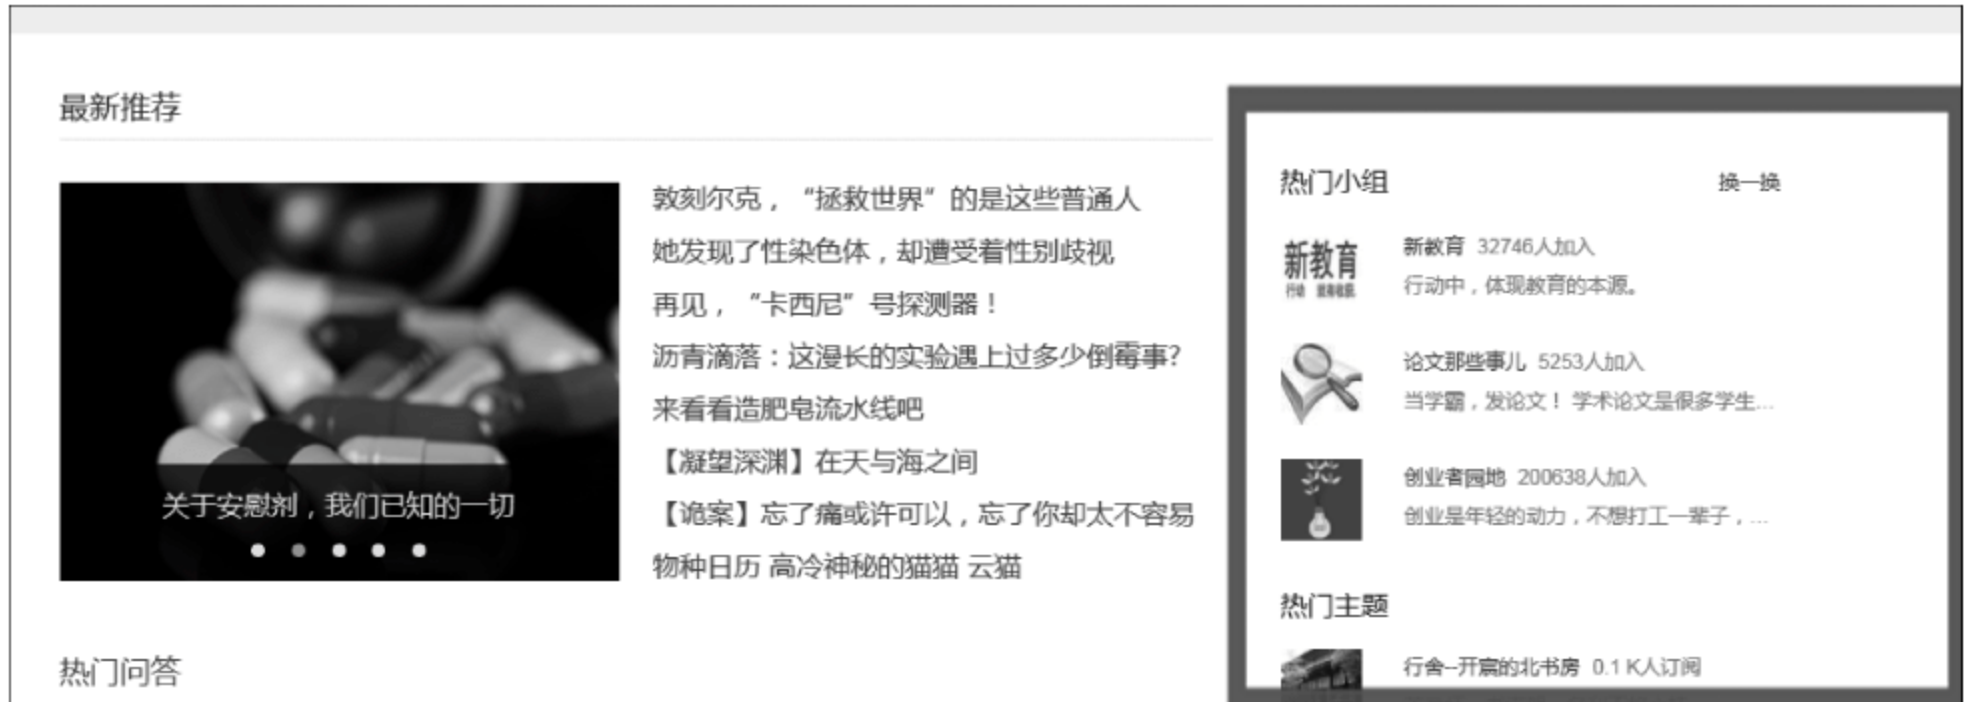 最新推荐
关于安慰剂，我们已知的一切
敦刻尔克，“拯救世界”的是这些普通人
她发现了性染色体，却遭受着性别歧视
再见，“卡西尼”号探测器！
沥青滴落：这漫长的实验遇上过多少倒霉事?
来看看造肥皂流水线吧
【凝望深渊】在天与海之间
【诡案】忘了痛或许可以，忘了你却太不容易
物种日历 高冷神秘的猫猫 云猫
热门问答
热门小组 换一换
新教育
行动
新教育 32746人加入
行动中，体现教育的本源。
论文那些事儿 5253人加入
当学霸，发论文！ 学术论文是很多学生...
创业者园地 200638人加入
创业是年轻的动力，不想打工一辈子，...
热门主题
行舍--开宸的北书房 0.1 K人订阅